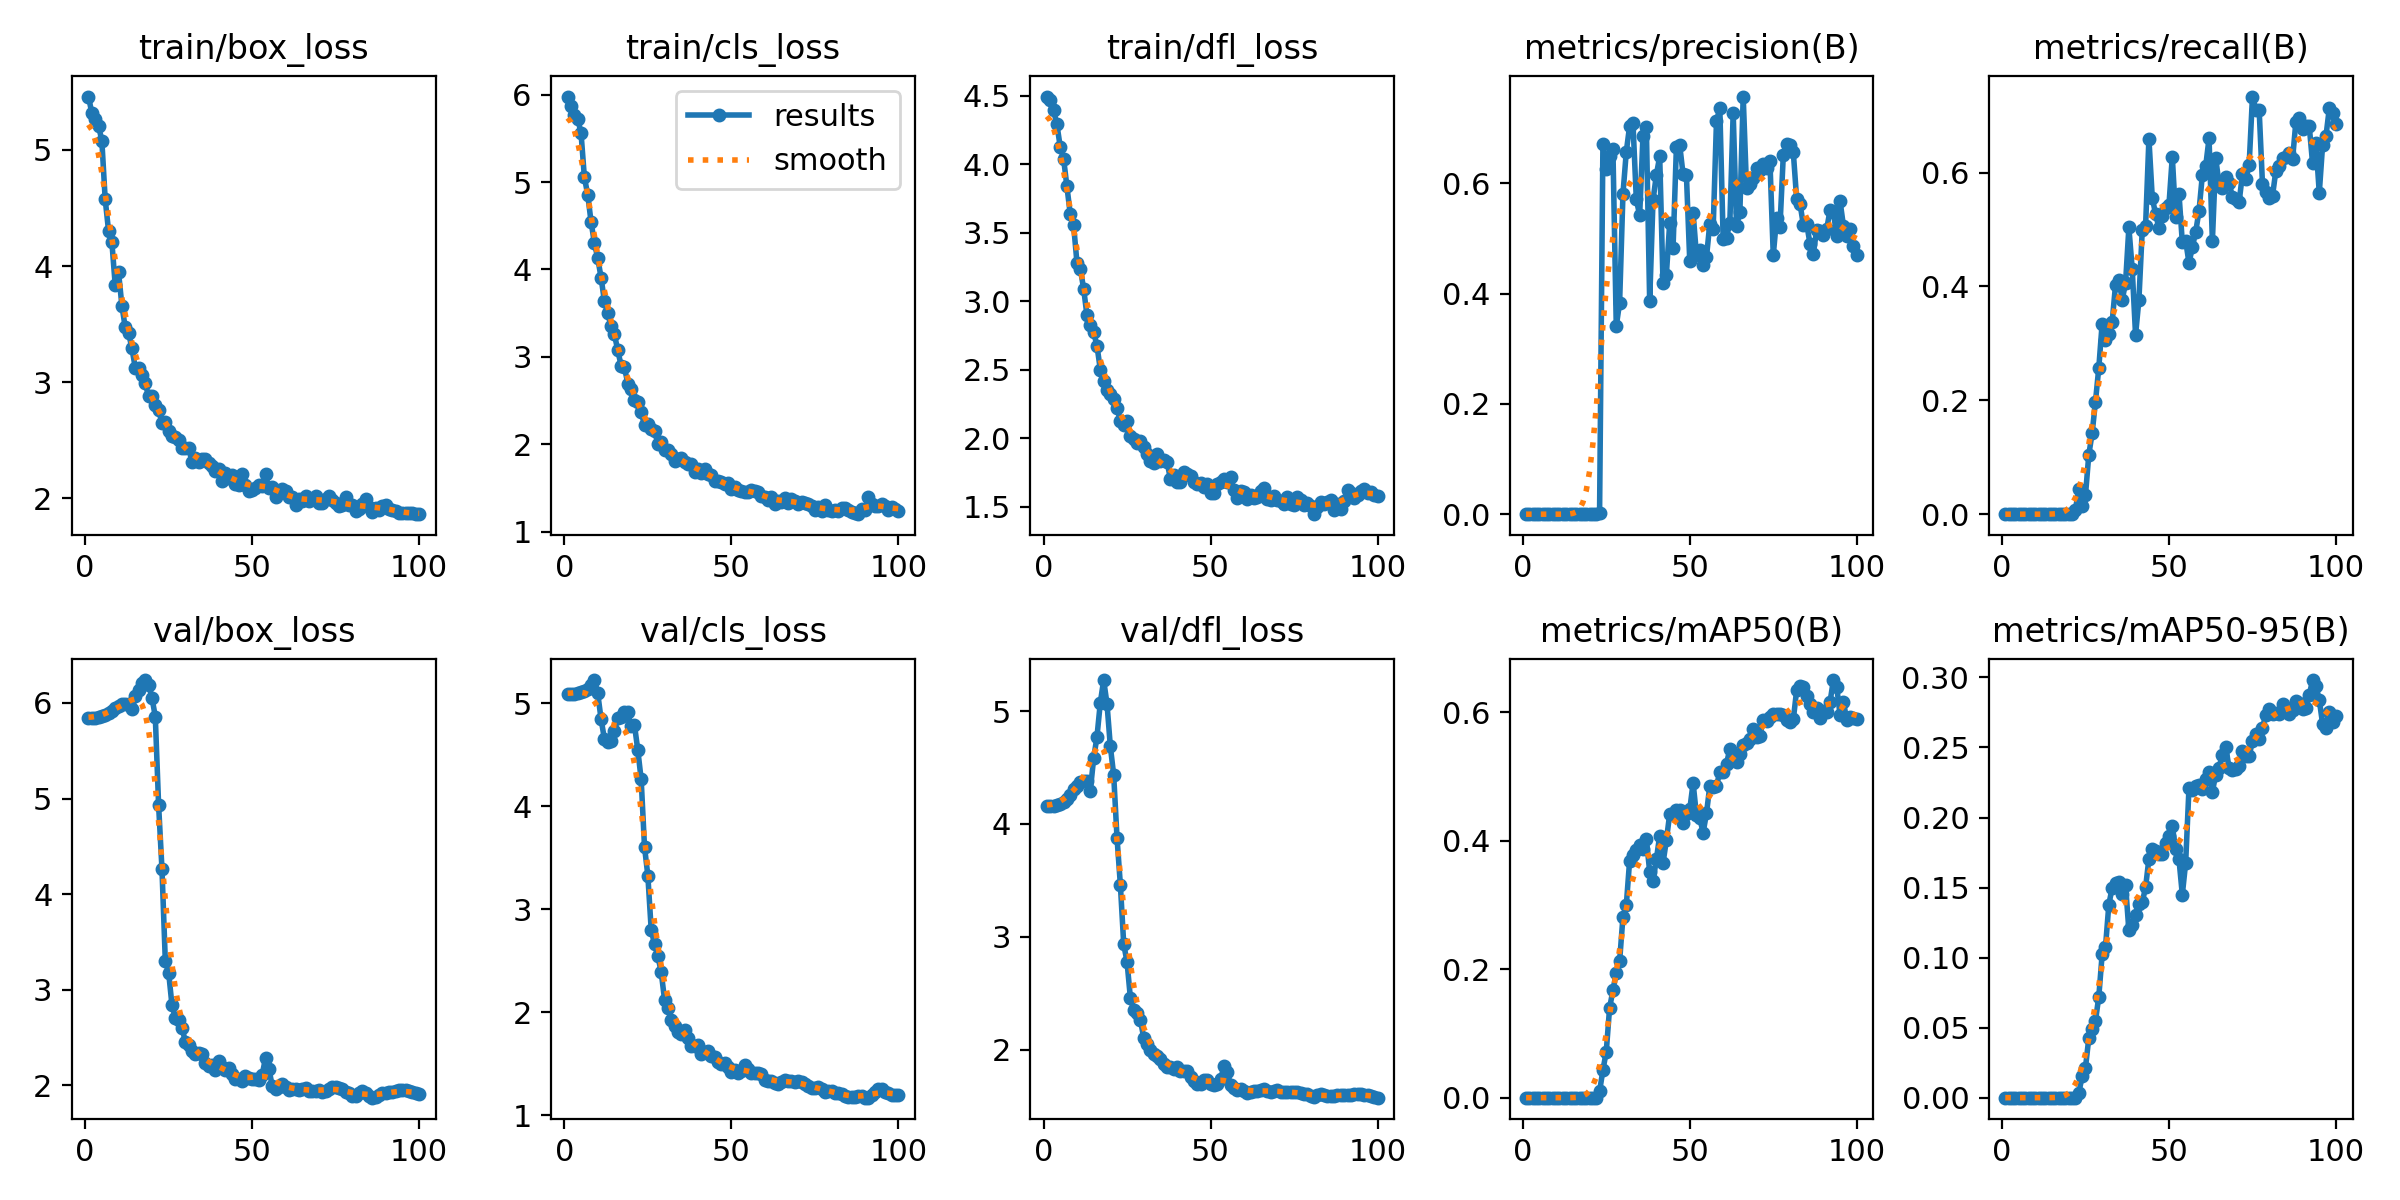 train/box_loss
5
4
3
2
0 50 100
train/cls_loss
results
smooth
6
5
4
3
2
1
0 50 100
train/dfl_loss
4.5
4.0
3.5
3.0
2.5
2.0
1.5
0 50 100
metrics/precision(B)
0.6
0.4
0.2
0.0
0 50 100
metrics/recall(B)
0.6
0.4
0.2
0.0
0 50 100
val/box_loss
6
5
4
3
2
0 50 100
val/cls_loss
5
4
3
2
1
0 50 100
val/dfl_loss
5
4
3
2
0 50 100
metrics/mAP50(B)
0.6
0.4
0.2
0.0
0 50 100
metrics/mAP50-95(B)
0.30
0.25
0.20
0.15
0.10
0.05
0.00
0 50 100